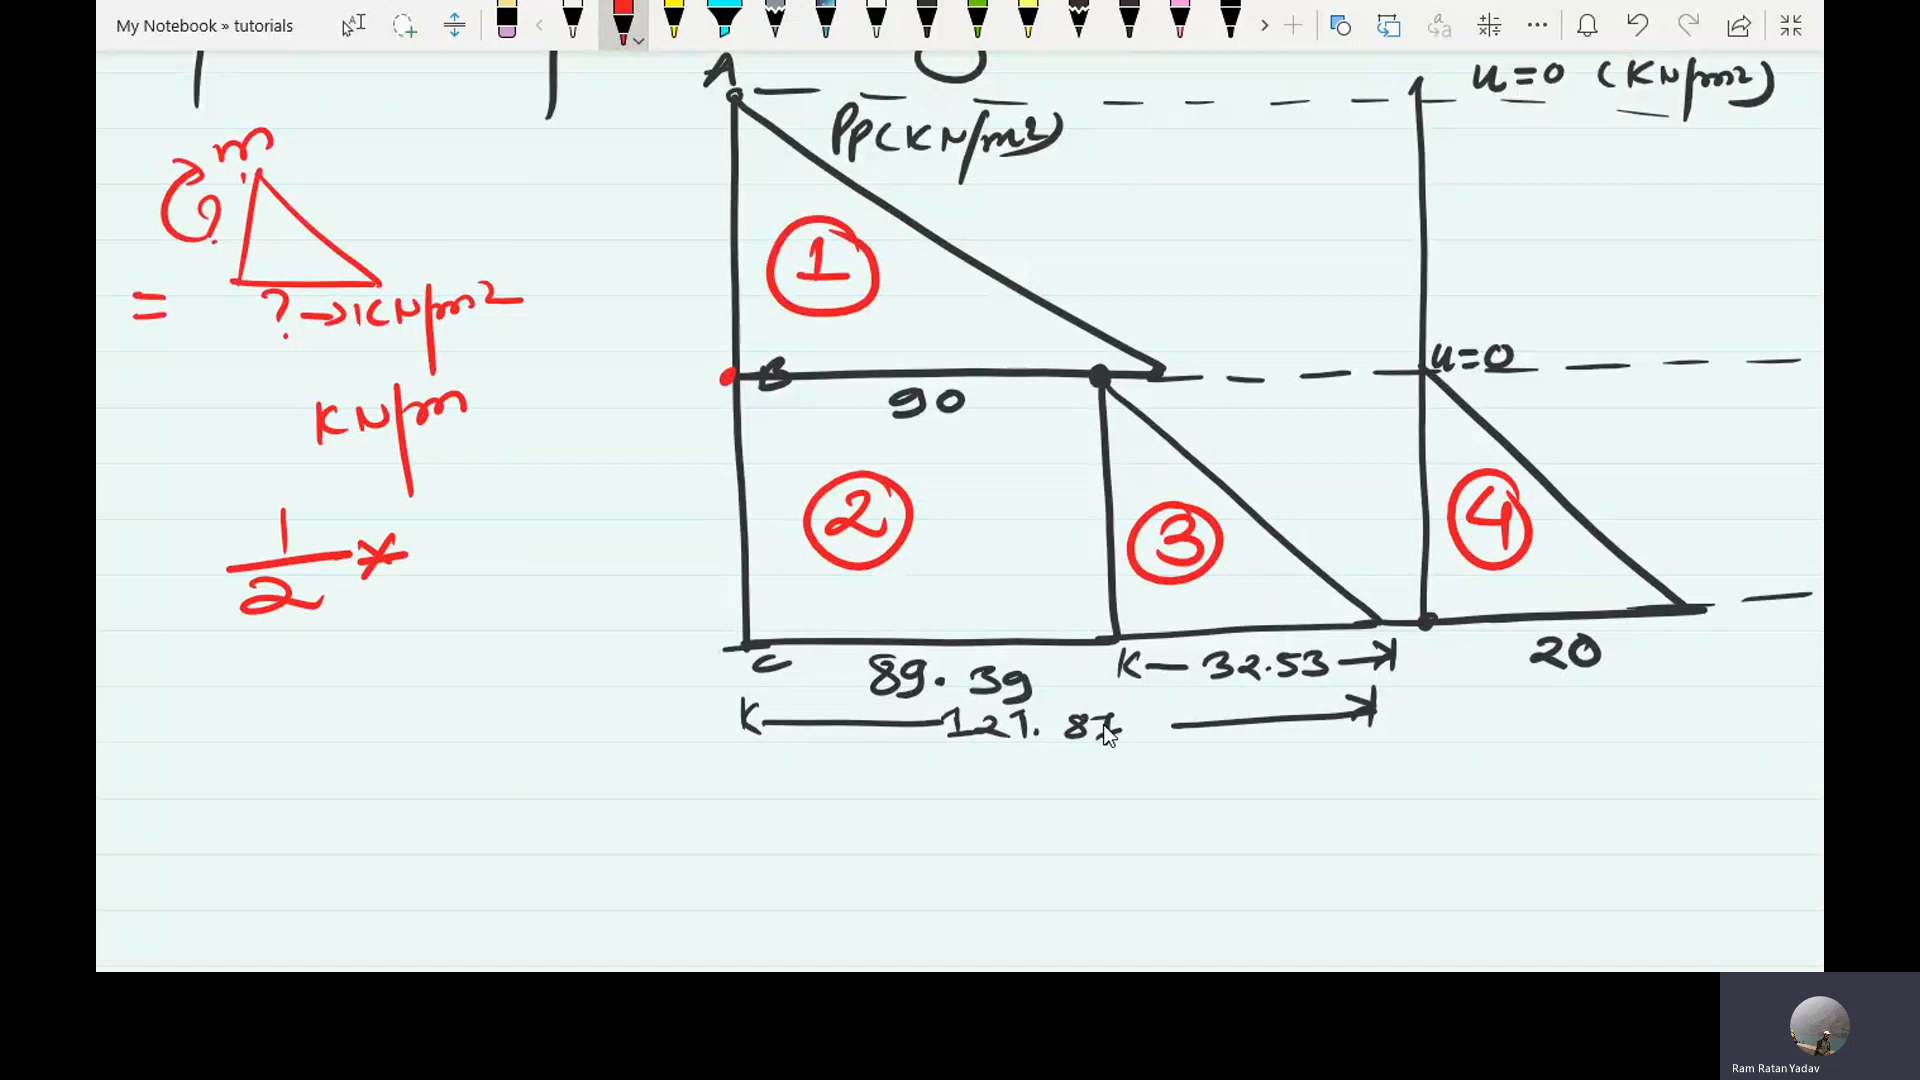 My Notebook » tutorials
A
u=0 (KN/m2)
Pp(KN/m2)
m
?
1
= ? → KN/m2
u=0
B
90
KN/m
2
3
4
1/2 *
C
89.39
32.53
20
121.87
Ram Ratan Yadav